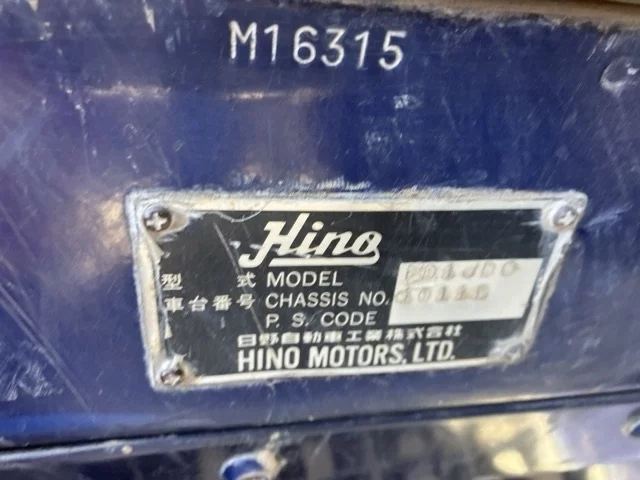 M16315
Hino
型 式 MODEL
車台番号 CHASSIS NO.
P. S. CODE
日野自動車工業株式会社
HINO MOTORS, LTD.